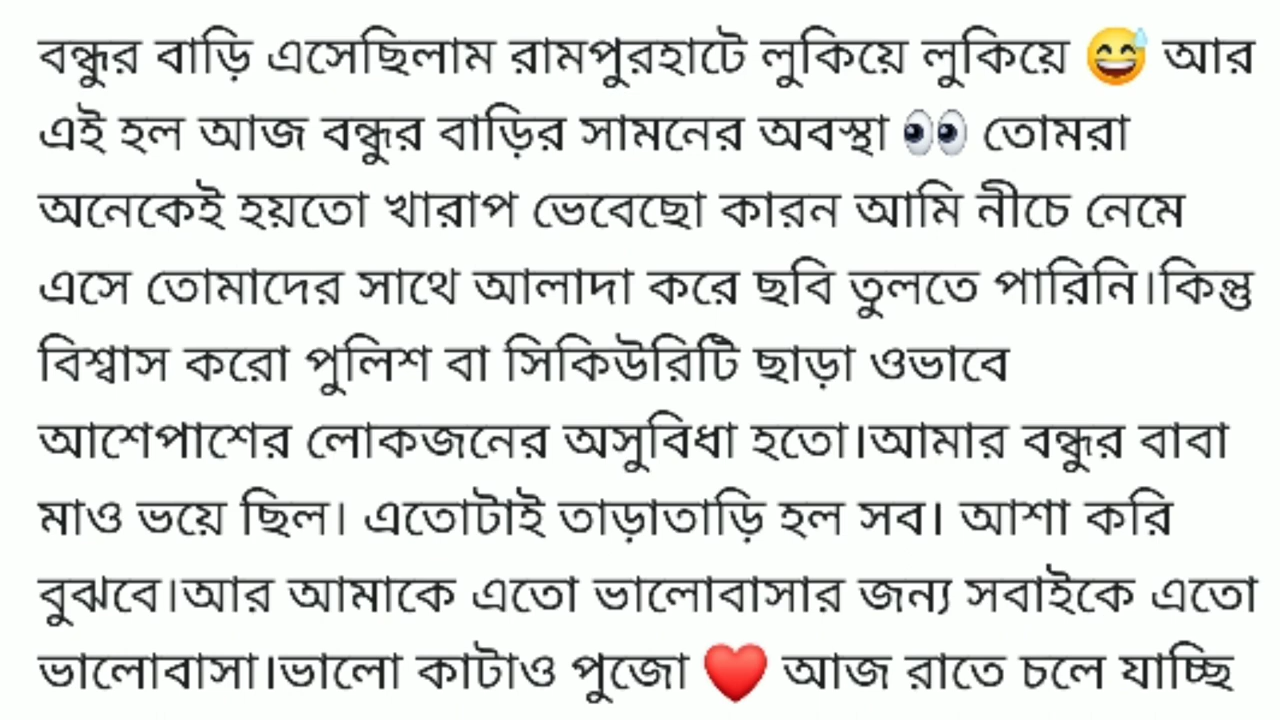 বন্ধুর বাড়ি এসেছিলাম রামপুরহাটে লুকিয়ে লুকিয়ে 😅 আর
এই হল আজ বন্ধুর বাড়ির সামনের অবস্থা 👀 তোমরা
অনেকেই হয়তো খারাপ ভেবেছো কারন আমি নীচে নেমে
এসে তোমাদের সাথে আলাদা করে ছবি তুলতে পারিনি।কিন্তু
বিশ্বাস করো পুলিশ বা সিকিউরিটি ছাড়া ওভাবে
আশেপাশের লোকজনের অসুবিধা হতো।আমার বন্ধুর বাবা
মাও ভয়ে ছিল। এতোটাই তাড়াতাড়ি হল সব। আশা করি
বুঝবে।আর আমাকে এতো ভালোবাসার জন্য সবাইকে এতো
ভালোবাসা।ভালো কাটাও পুজো ❤️ আজ রাতে চলে যাচ্ছি